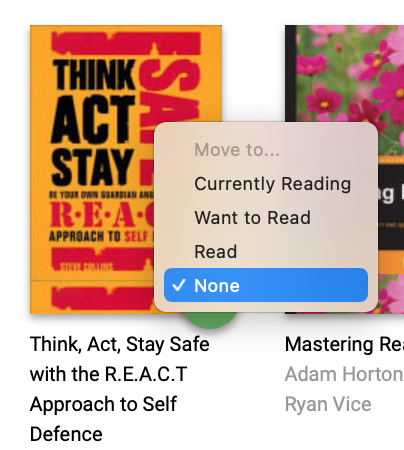 THINK
ACT
STAY
SAFE
BE YOUR OWN GUARDIAN ANG
R·E·A·C
APPROACH TO SELF
STEVE COLLINS
Move to...
Currently Reading
Want to Read
Read
✓ None
Think, Act, Stay Safe
with the R.E.A.C.T
Approach to Self
Defence
g I
Mastering Rea
Adam Horton
Ryan Vice